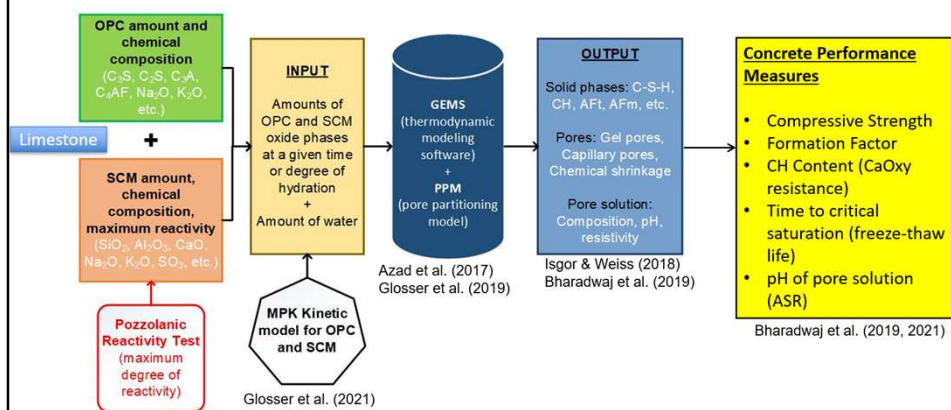 OPC amount and
chemical
composition
(C₃S, C₂S, C₃A,
C₄AF, Na₂O, K₂O,
etc.)
Limestone
+
SCM amount,
chemical
composition,
maximum reactivity
(SiO₂, Al₂O₃, CaO,
Na₂O, K₂O, SO₃, etc.)
Pozzolanic
Reactivity Test
(maximum
degree of
reactivity)
INPUT
Amounts of
OPC and SCM
oxide phases
at a given time
or degree of
hydration
+
Amount of water
MPK Kinetic
model for OPC
and SCM
Glosser et al. (2021)
GEMS
(thermodynamic
modeling
software)
+
PPM
(pore partitioning
model)
Azad et al. (2017)
Glosser et al. (2019)
OUTPUT
Solid phases: C-S-H,
CH, AFt, AFm, etc.
Pores: Gel pores,
Capillary pores,
Chemical shrinkage
Pore solution:
Composition, pH,
resistivity
Isgor & Weiss (2018)
Bharadwaj et al. (2019)
Concrete Performance
Measures
• Compressive Strength
• Formation Factor
• CH Content (CaOxy
resistance)
• Time to critical
saturation (freeze-thaw
life)
• pH of pore solution
(ASR)
Bharadwaj et al. (2019, 2021)